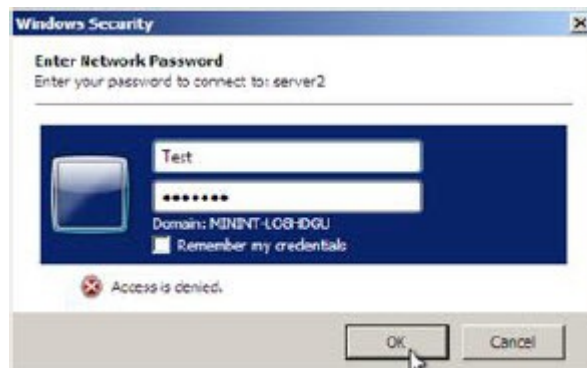 Windows Security
Enter Network Password
Enter your password to connect to: server2
Test
•••••••
Domain: MININT-LO8HDGU
Remember my credentials
Access is denied.
OK
Cancel